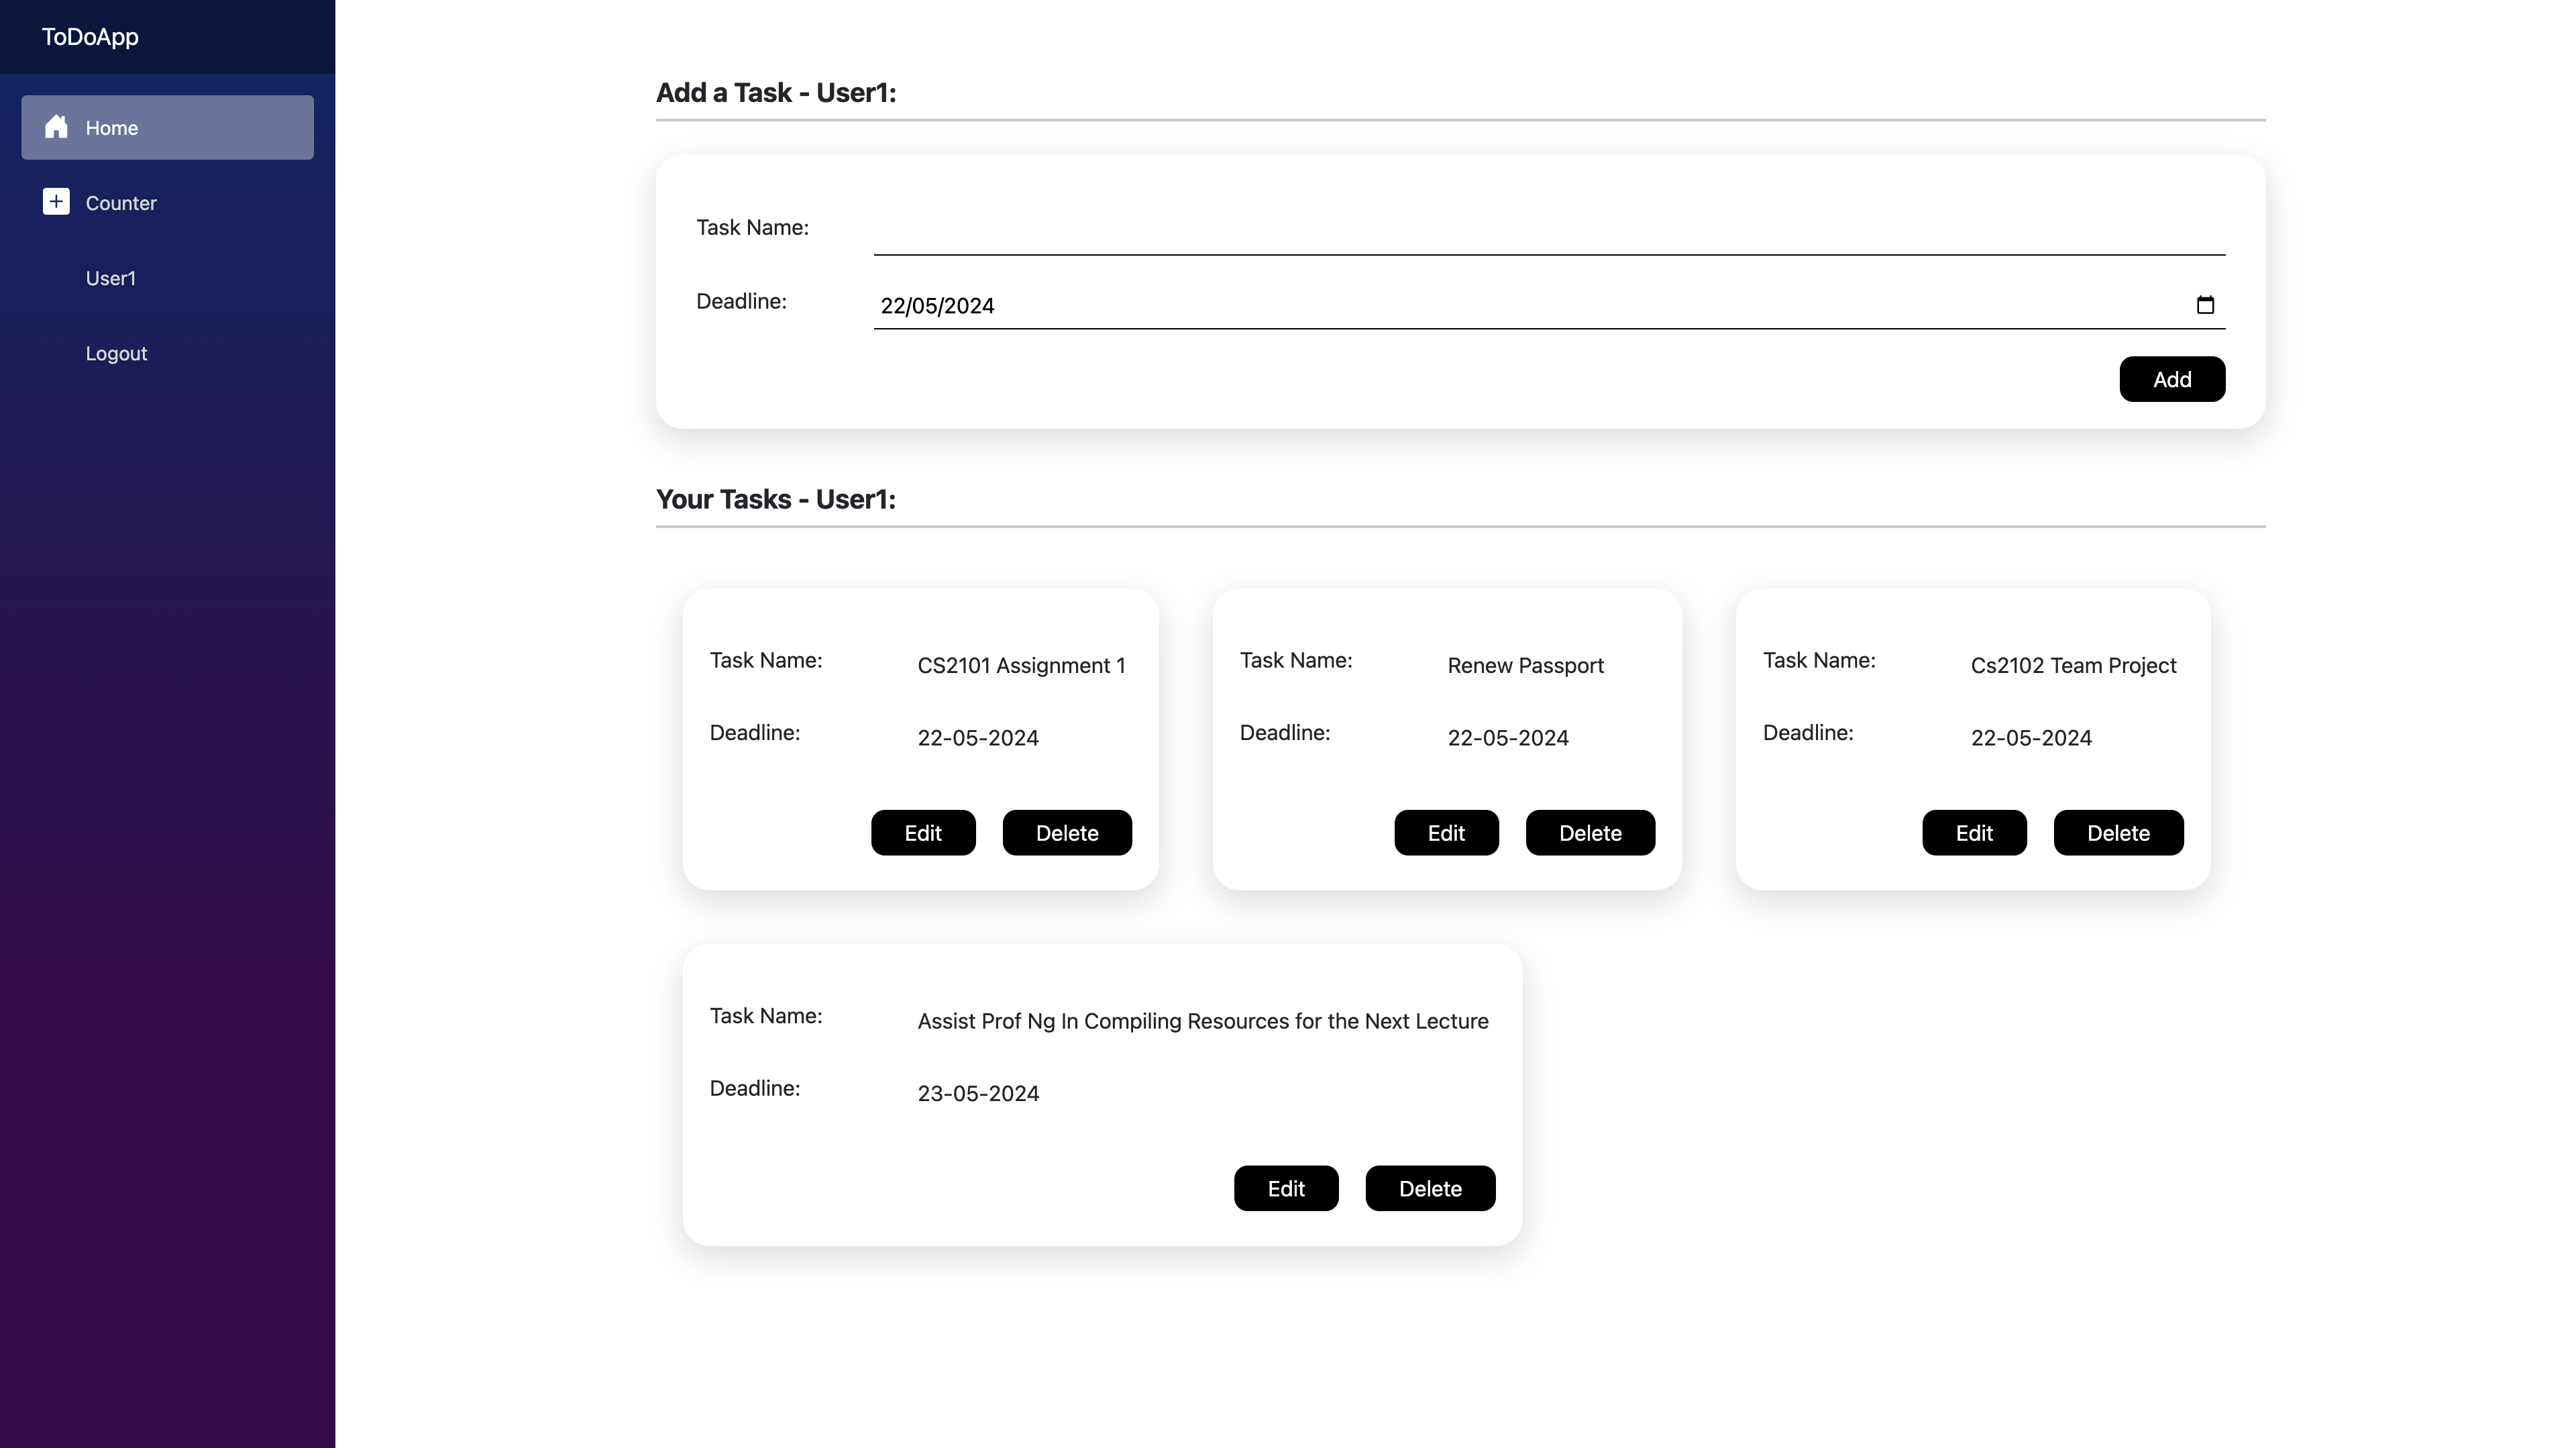 ToDoApp
Home
Counter
User1
Logout
Add a Task - User1:
Task Name:
Deadline: 22/05/2024
Add
Your Tasks - User1:
Task Name: CS2101 Assignment 1
Deadline: 22-05-2024
Edit Delete
Task Name: Renew Passport
Deadline: 22-05-2024
Edit Delete
Task Name: Cs2102 Team Project
Deadline: 22-05-2024
Edit Delete
Task Name: Assist Prof Ng In Compiling Resources for the Next Lecture
Deadline: 23-05-2024
Edit Delete